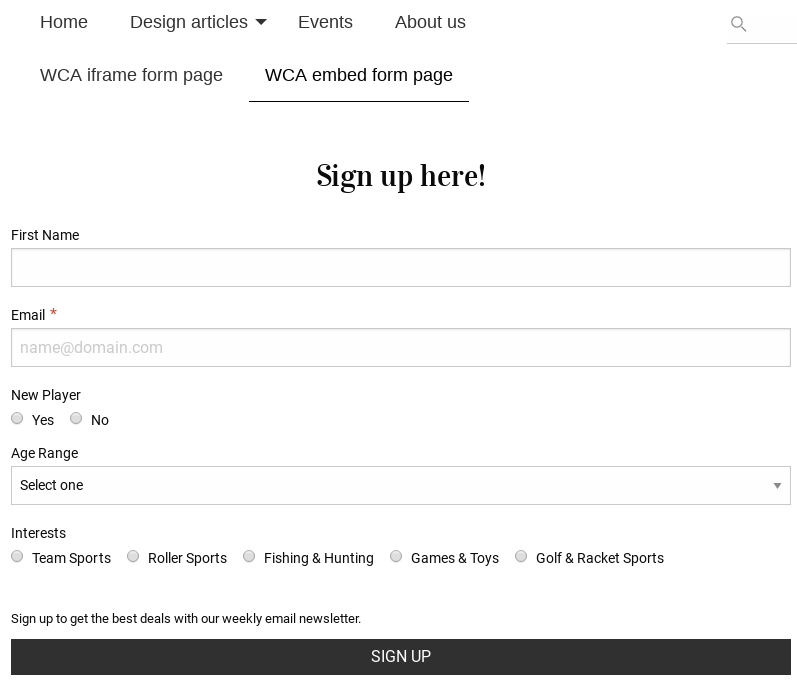 Home Design articles Events About us
WCA iframe form page WCA embed form page
Sign up here!
First Name
Email *
name@domain.com
New Player
Yes No
Age Range
Select one
Interests
Team Sports Roller Sports Fishing & Hunting Games & Toys Golf & Racket Sports
Sign up to get the best deals with our weekly email newsletter.
SIGN UP